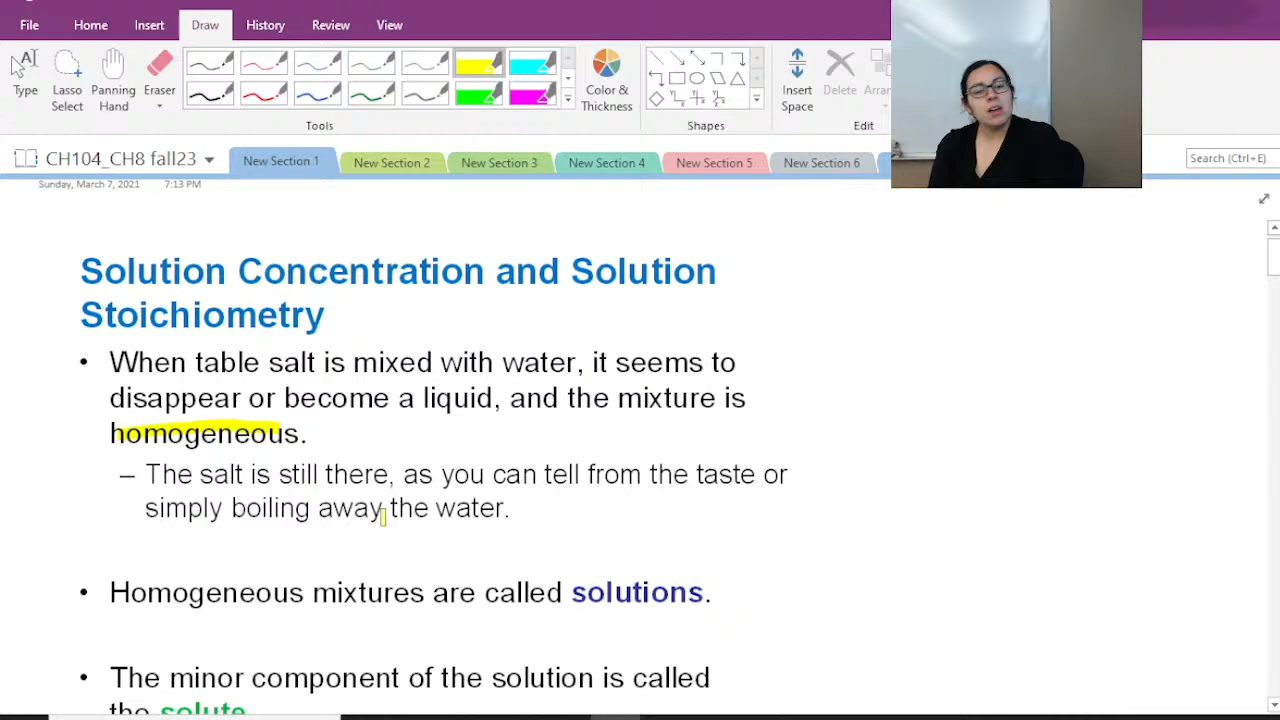 File Home Insert Draw History Review View
Type
Lasso Select
Panning Hand
Eraser
Color & Thickness
Insert Space
Delete
Arran
Tools
Shapes
Edit
CH104_CH8 fall23
New Section 1 New Section 2 New Section 3 New Section 4 New Section 5 New Section 6
Search (Ctrl+E)
Sunday, March 7, 2021 7:13 PM
Solution Concentration and Solution
Stoichiometry
• When table salt is mixed with water, it seems to
disappear or become a liquid, and the mixture is
homogeneous.
– The salt is still there, as you can tell from the taste or
simply boiling away the water.
• Homogeneous mixtures are called solutions.
• The minor component of the solution is called
the solute